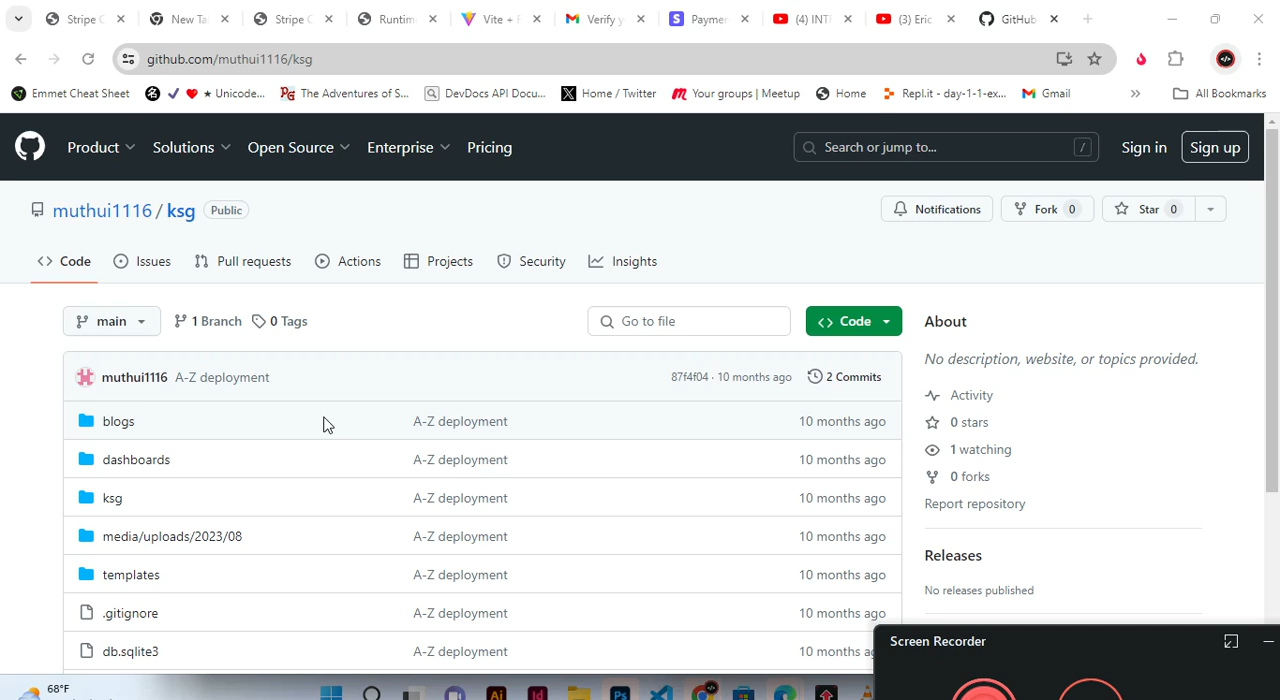 Stripe C
New Ta
Stripe C
Runtim
Vite + F
Verify y
Paymer
(4) INT
(3) Eric
GitHub
github.com/muthui1116/ksg
Emmet Cheat Sheet
★ Unicode...
The Adventures of S...
DevDocs API Docu...
Home / Twitter
Your groups | Meetup
Home
Repl.it - day-1-1-ex...
Gmail
All Bookmarks
Product
Solutions
Open Source
Enterprise
Pricing
Search or jump to...
/
Sign in
Sign up
muthui1116 / ksg
Public
Notifications
Fork 0
Star 0
Code
Issues
Pull requests
Actions
Projects
Security
Insights
main
1 Branch
0 Tags
Go to file
Code
About
No description, website, or topics provided.
muthui1116 A-Z deployment
87f4f04 · 10 months ago
2 Commits
Activity
blogs A-Z deployment 10 months ago
0 stars
1 watching
dashboards A-Z deployment 10 months ago
0 forks
ksg A-Z deployment 10 months ago
Report repository
media/uploads/2023/08 A-Z deployment 10 months ago
Releases
templates A-Z deployment 10 months ago
No releases published
.gitignore A-Z deployment 10 months ago
db.sqlite3 A-Z deployment 10 months
Screen Recorder
68°F
Ai
Id
Ps